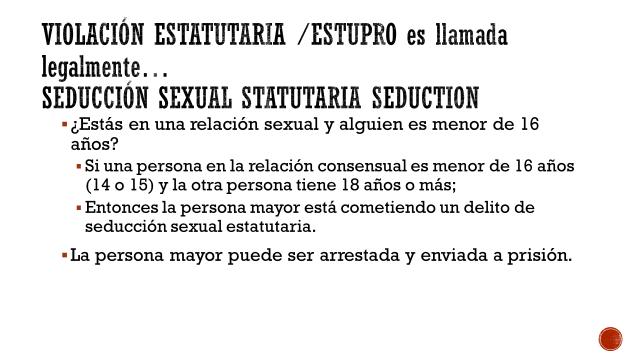 VIOLACIÓN ESTATUTARIA /ESTUPRO es llamada
legalmente...
SEDUCCIÓN SEXUAL STATUTARIA SEDUCTION
▪ ¿Estás en una relación sexual y alguien es menor de 16
años?
▪ Si una persona en la relación consensual es menor de 16 años
(14 o 15) y la otra persona tiene 18 años o más;
▪ Entonces la persona mayor está cometiendo un delito de
seducción sexual estatutaria.
▪ La persona mayor puede ser arrestada y enviada a prisión.